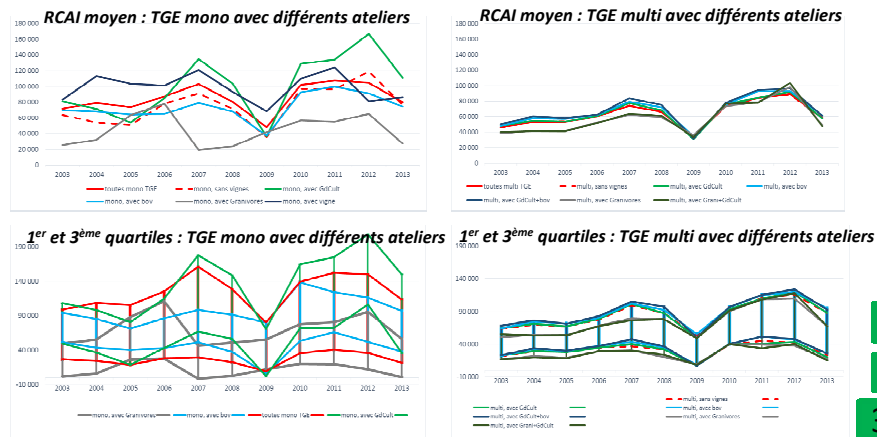 RCAI moyen : TGE mono avec différents ateliers
180 000
160 000
140 000
120 000
100 000
80 000
60 000
40 000
20 000
0
2003 2004 2005 2006 2007 2008 2009 2010 2011 2012 2013
toutes mono TGE mono, sans vignes mono, avec GdCult
mono, avec bov mono, avec Granivores mono, avec vigne
RCAI moyen : TGE multi avec différents ateliers
180 000
160 000
140 000
120 000
100 000
80 000
60 000
40 000
20 000
0
2003 2004 2005 2006 2007 2008 2009 2010 2011 2012 2013
toutes multi TGE multi, sans vignes multi, avec GdCult multi, avec bov
multi, avec GdCult+bov multi, avec Granivores multi, avec Grani+GdCult
1er et 3ème quartiles : TGE mono avec différents ateliers
190 000
140 000
90 000
40 000
-10 000
2003 2004 2005 2006 2007 2008 2009 2010 2011 2012 2013
mono, avec Granivores mono, avec bov toutes mono TGE mono, avec GdCult
1er et 3ème quartiles : TGE multi avec différents ateliers
190 000
140 000
90 000
40 000
-10 000
2003 2004 2005 2006 2007 2008 2009 2010 2011 2012 2013
multi, sans vignes
multi, avec GdCult multi, avec bov
multi, avec GdCult+bov multi, avec Granivores
multi, avec Grani+GdCult